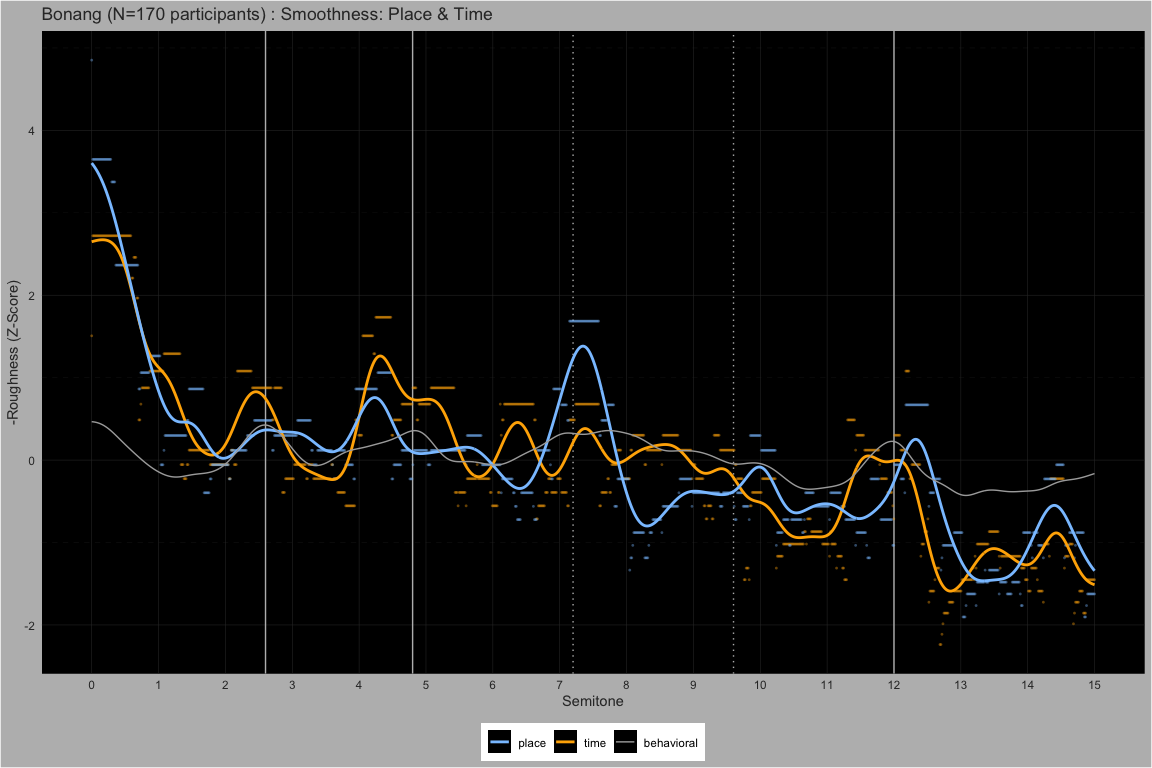 Bonang (N=170 participants) : Smoothness: Place & Time
-Roughness (Z-Score)
4
2
0
-2
0 1 2 3 4 5 6 7 8 9 10 11 12 13 14 15
Semitone
place time behavioral